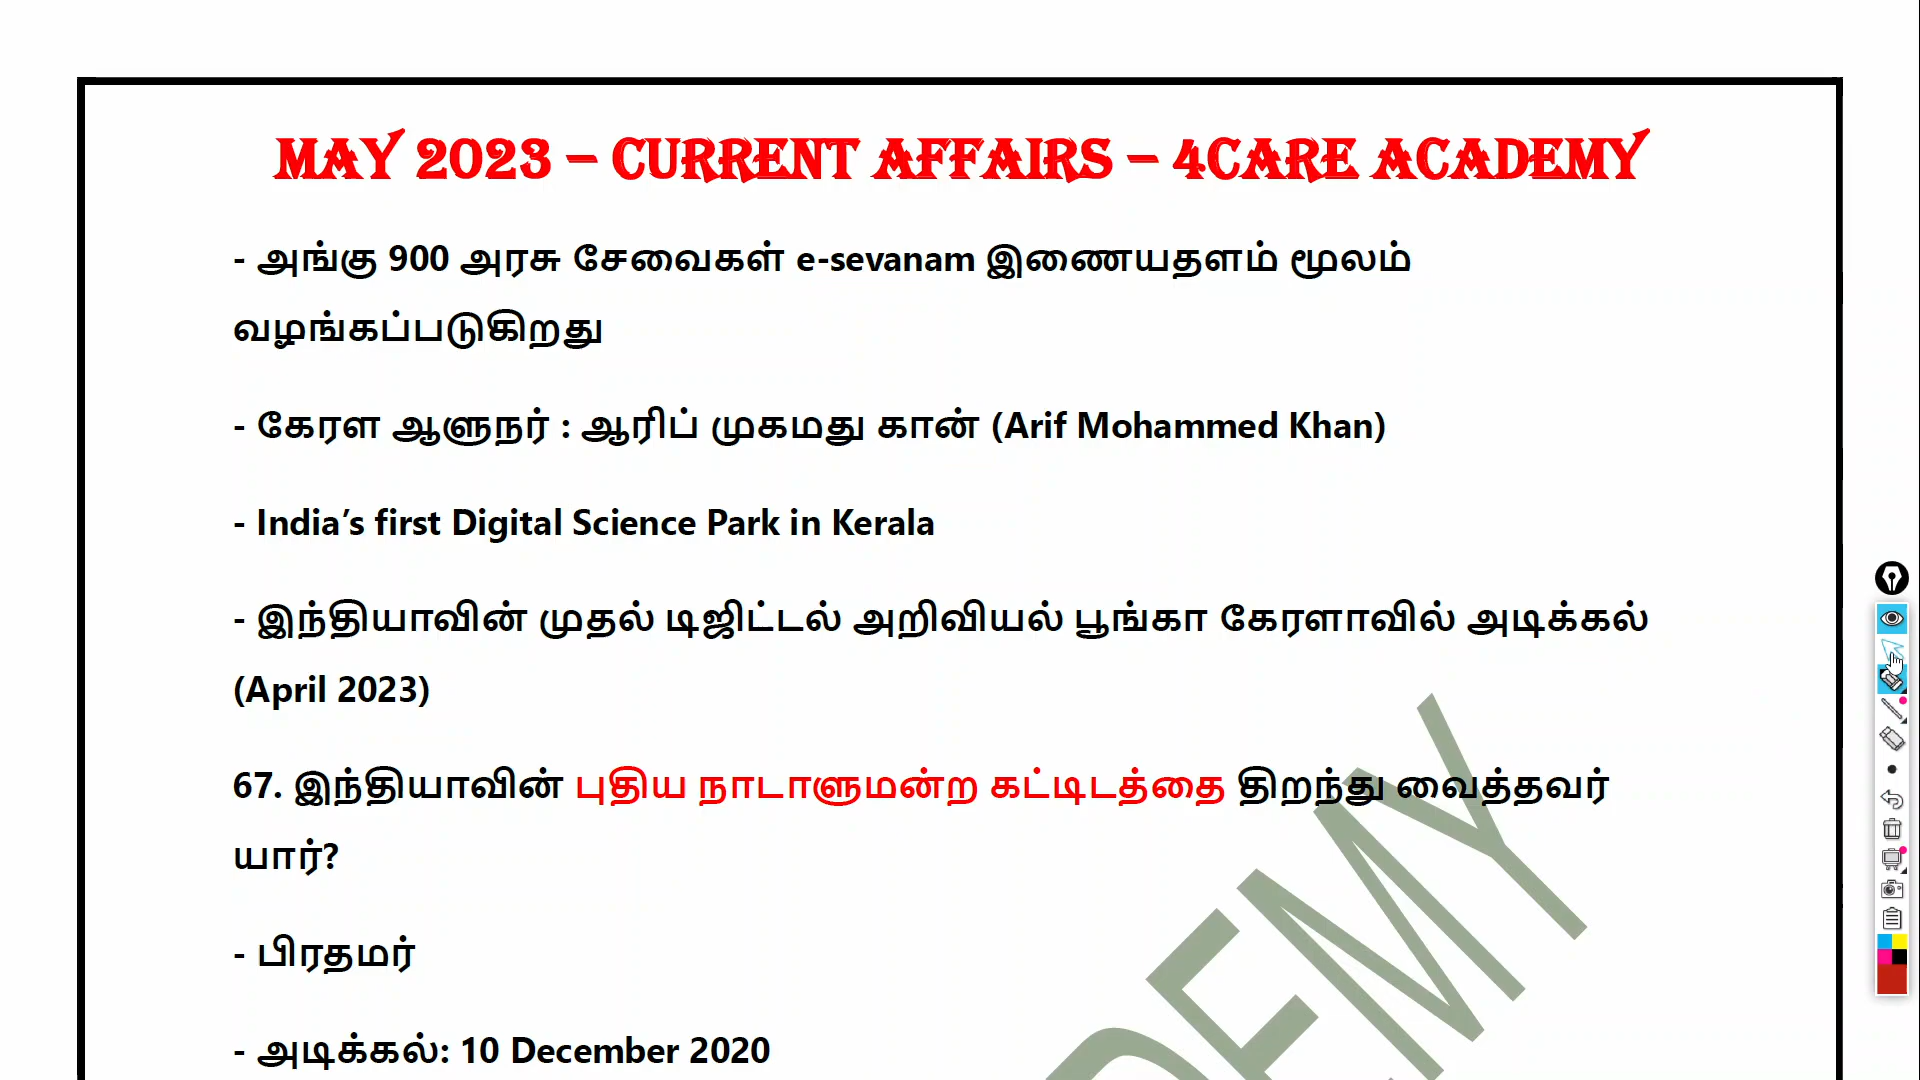 MAY 2023 – CURRENT AFFAIRS – 4CARE ACADEMY
- அங்கு 900 அரசு சேவைகள் e-sevanam இணையதளம் மூலம்
வழங்கப்படுகிறது
- கேரள ஆளுநர் : ஆரிப் முகமது கான் (Arif Mohammed Khan)
- India’s first Digital Science Park in Kerala
- இந்தியாவின் முதல் டிஜிட்டல் அறிவியல் பூங்கா கேரளாவில் அடிக்கல்
(April 2023)
67. இந்தியாவின் புதிய நாடாளுமன்ற கட்டிடத்தை திறந்து வைத்தவர்
யார்?
- பிரதமர்
- அடிக்கல்: 10 December 2020